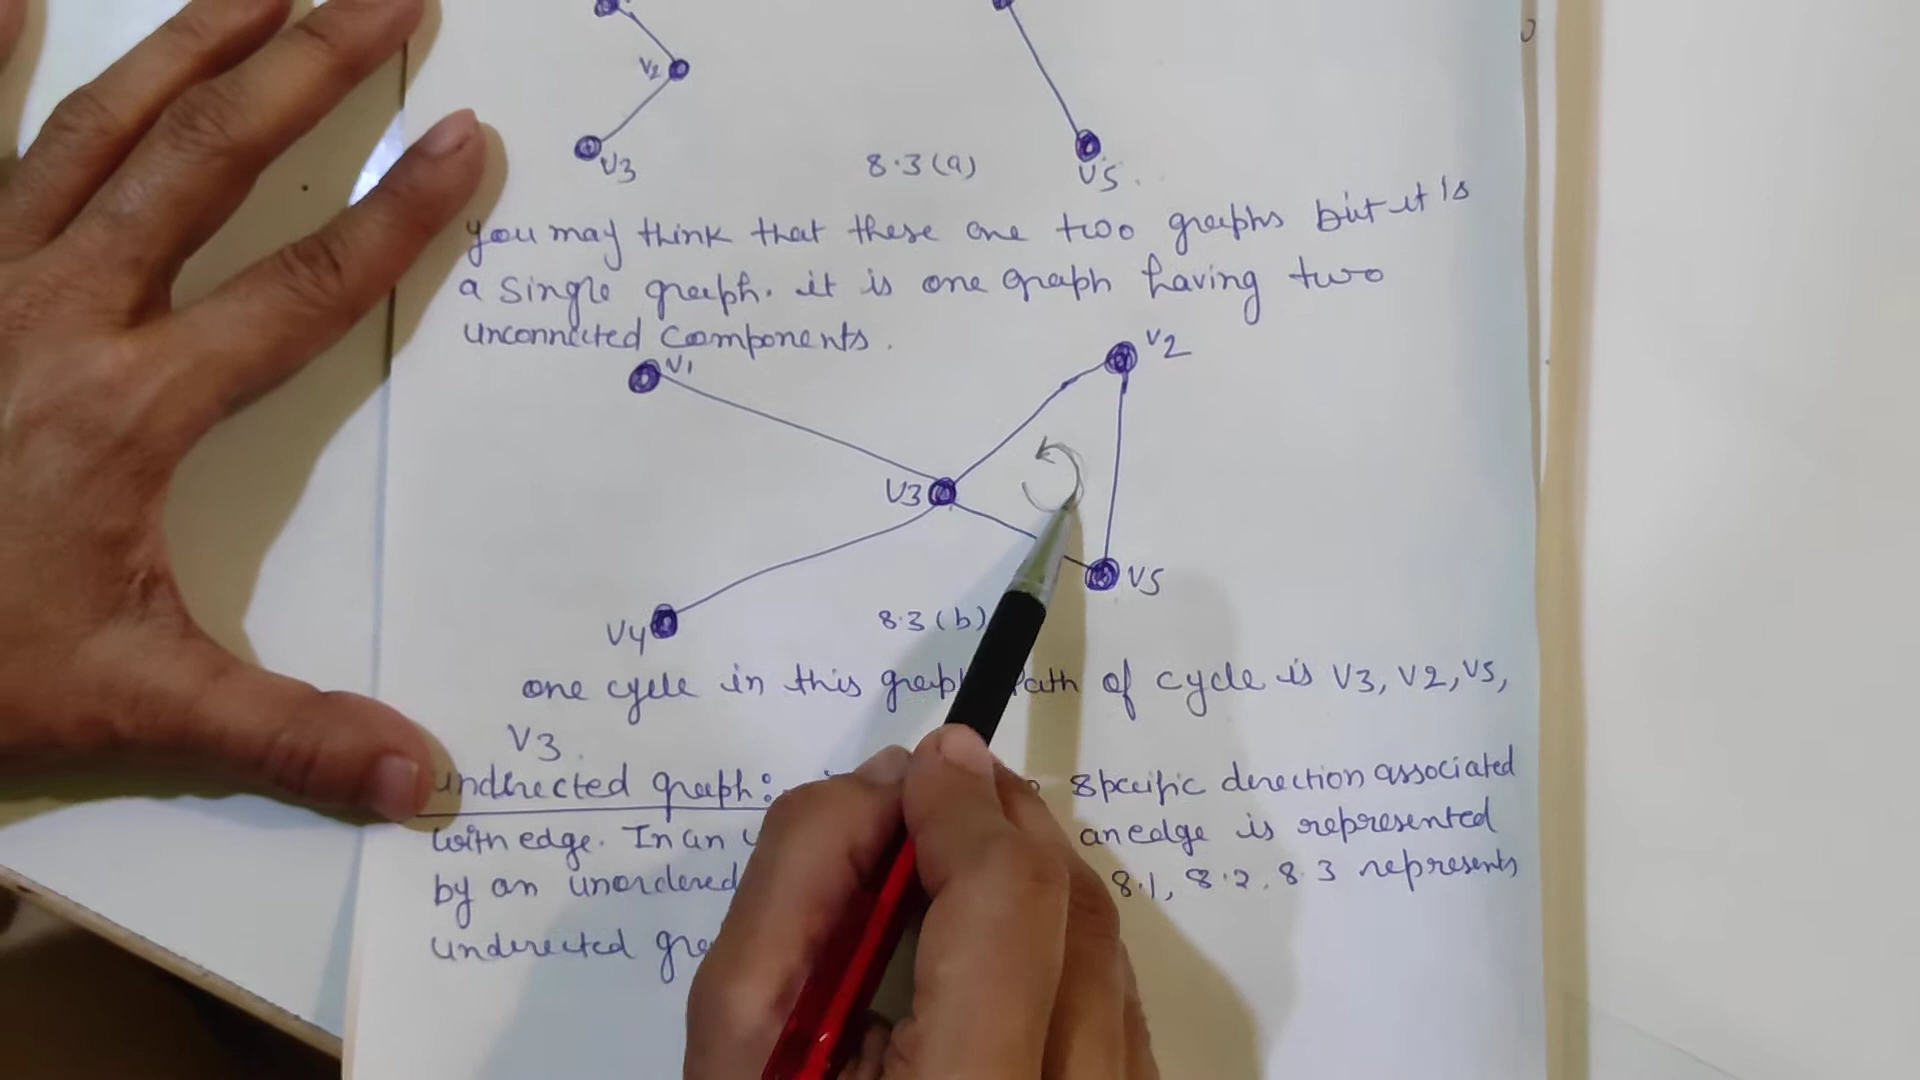 V2
V3
8.3(a)
V5.
you may think that these one two graphs but it is
a single graph. it is one graph having two
unconnected components.
V1
V2
V3
V5
V4
8.3(b)
one cycle in this graph path of cycle is V3, V2, V5,
V3.
undirected graph:- specific direction associated
with edge. In an an edge is represented
by an unordered 8.1, 8.2, 8.3 represents
undirected